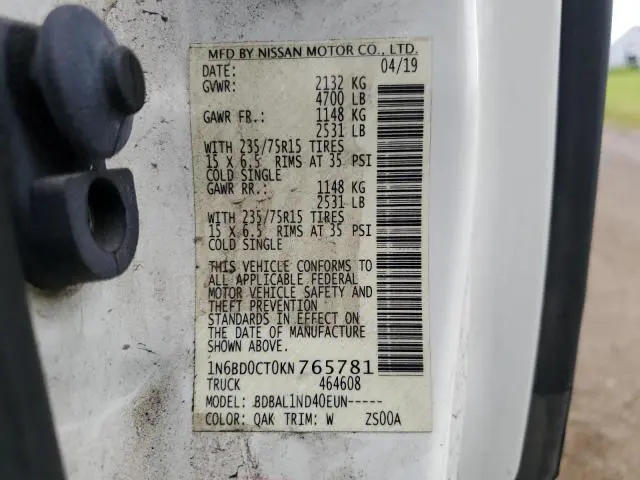 MFD BY NISSAN MOTOR CO., LTD.
DATE: 04/19
GVWR: 2132 KG
4700 LB
GAWR FR.: 1148 KG
2531 LB
WITH 235/75R15 TIRES
15 X 6.5 RIMS AT 35 PSI
COLD SINGLE
GAWR RR.: 1148 KG
2531 LB
WITH 235/75R15 TIRES
15 X 6.5 RIMS AT 35 PSI
COLD SINGLE
THIS VEHICLE CONFORMS TO
ALL APPLICABLE FEDERAL
MOTOR VEHICLE SAFETY AND
THEFT PREVENTION
STANDARDS IN EFFECT ON
THE DATE OF MANUFACTURE
SHOWN ABOVE.
1N6BD0CT0KN765781
TRUCK 464608
MODEL: BDBAL1ND40EUN-----
COLOR: QAK TRIM: W ZS00A